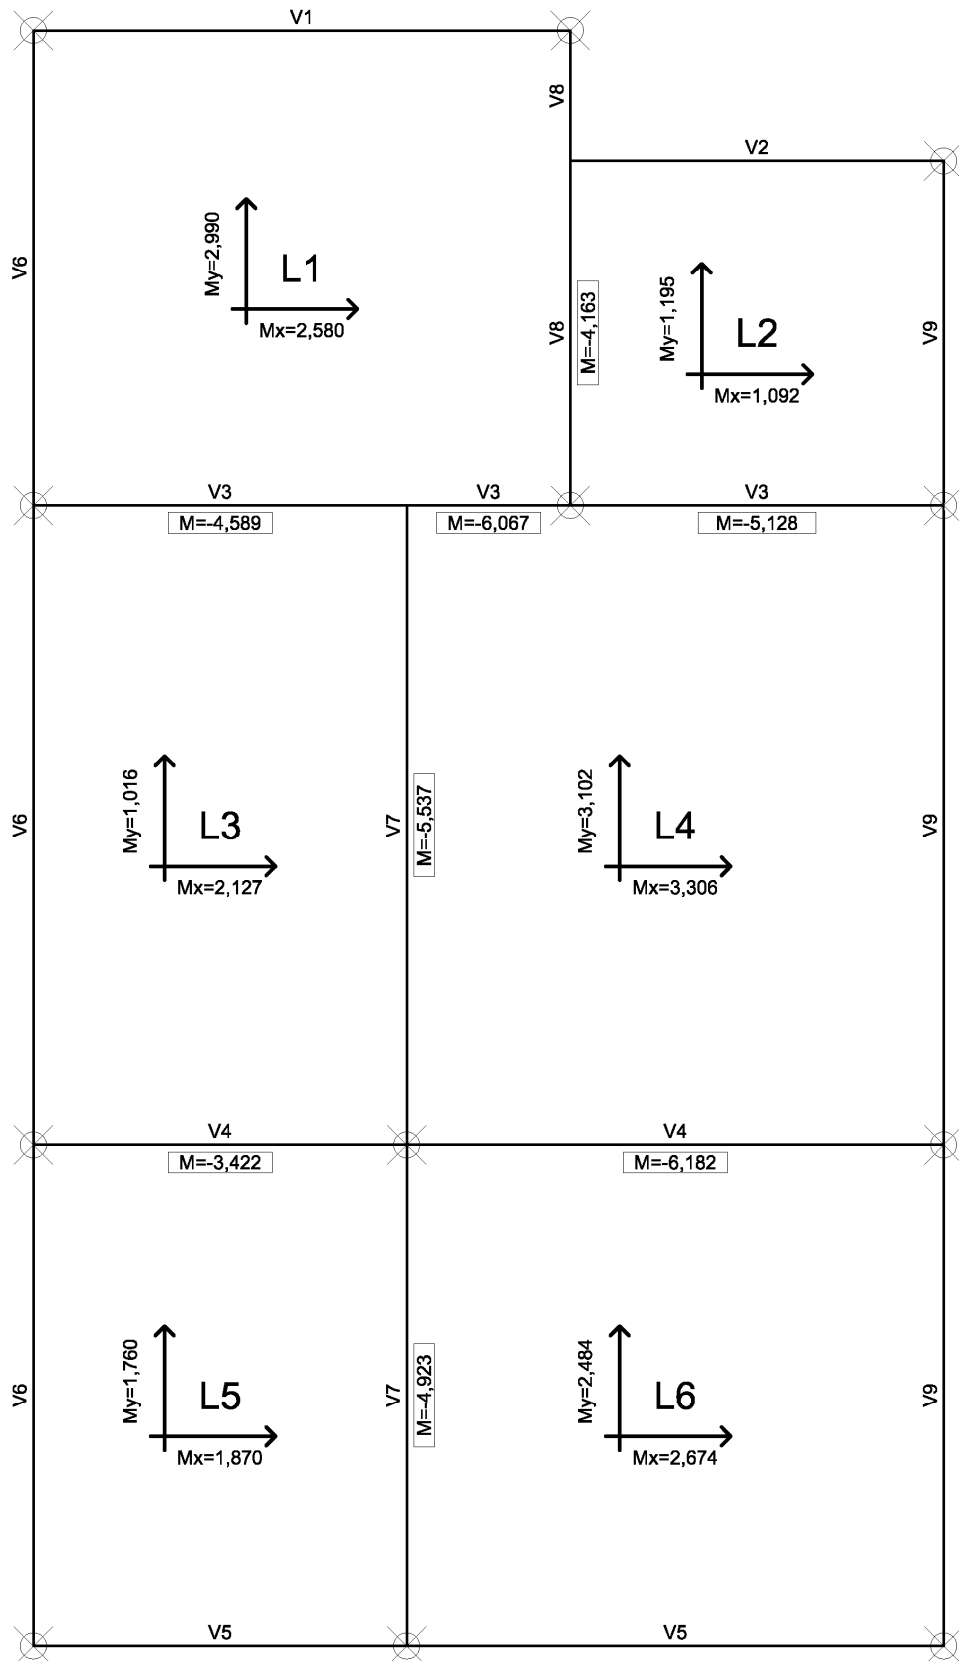 V1
V8
V2
V6
My=2,990
L1
Mx=2,580
V8
M=-4,163
My=1,195
L2
Mx=1,092
V9
V3
V3
V3
M=-4,589
M=-6,067
M=-5,128
V6
My=1,016
L3
Mx=2,127
V7
M=-5,537
My=3,102
L4
Mx=3,306
V9
V4
V4
M=-3,422
M=-6,182
V6
My=1,760
L5
Mx=1,870
V7
M=-4,923
My=2,484
L6
Mx=2,674
V9
V5
V5